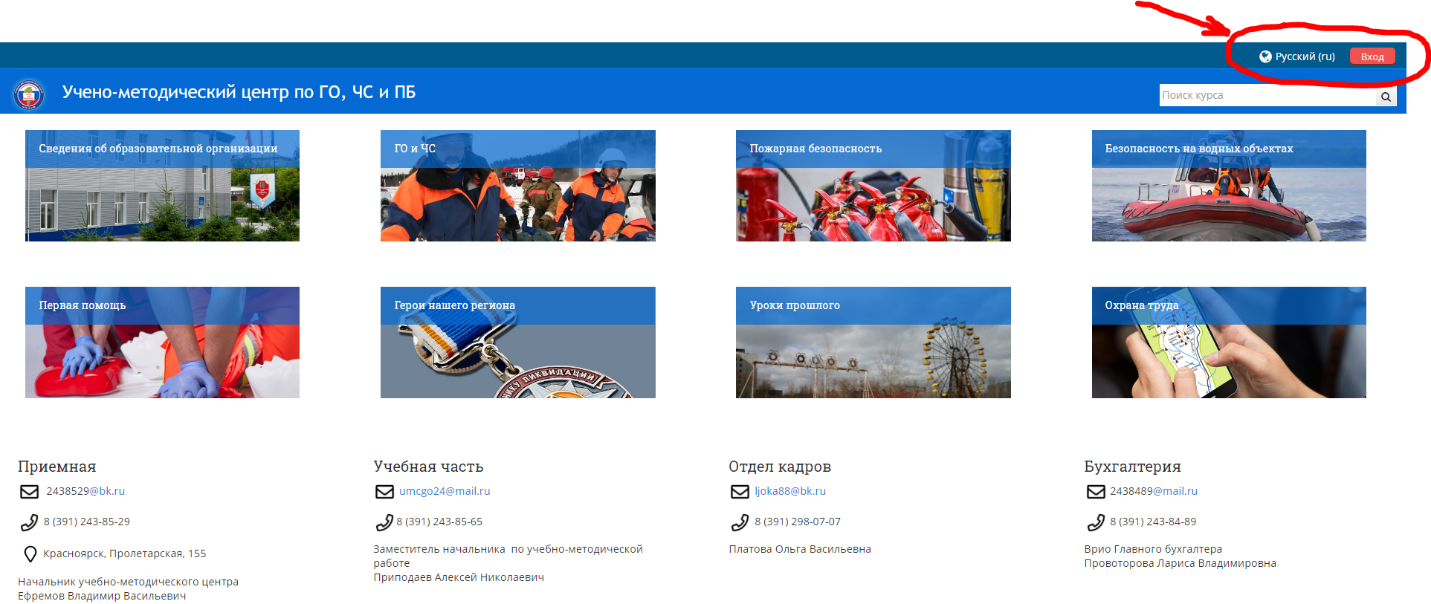 Русский (ru) Вход
Учено-методический центр по ГО, ЧС и ПБ
Поиск курса
Сведения об образовательной организации
ГО и ЧС
Пожарная безопасность
Безопасность на водных объектах
Первая помощь
Герои нашего региона
Уроки прошлого
Охрана труда
ЛИКВИДАЦИИ
Приемная
2438529@bk.ru
8 (391) 243-85-29
Красноярск, Пролетарская, 155
Начальник учебно-методического центра
Ефремов Владимир Васильевич
Учебная часть
umcgo24@mail.ru
8 (391) 243-85-65
Заместитель начальника по учебно-методической
работе
Приподаев Алексей Николаевич
Отдел кадров
ljoka88@bk.ru
8 (391) 298-07-07
Платова Ольга Васильевна
Бухгалтерия
2438489@mail.ru
8 (391) 243-84-89
Врио Главного бухгалтера
Провоторова Лариса Владимировна